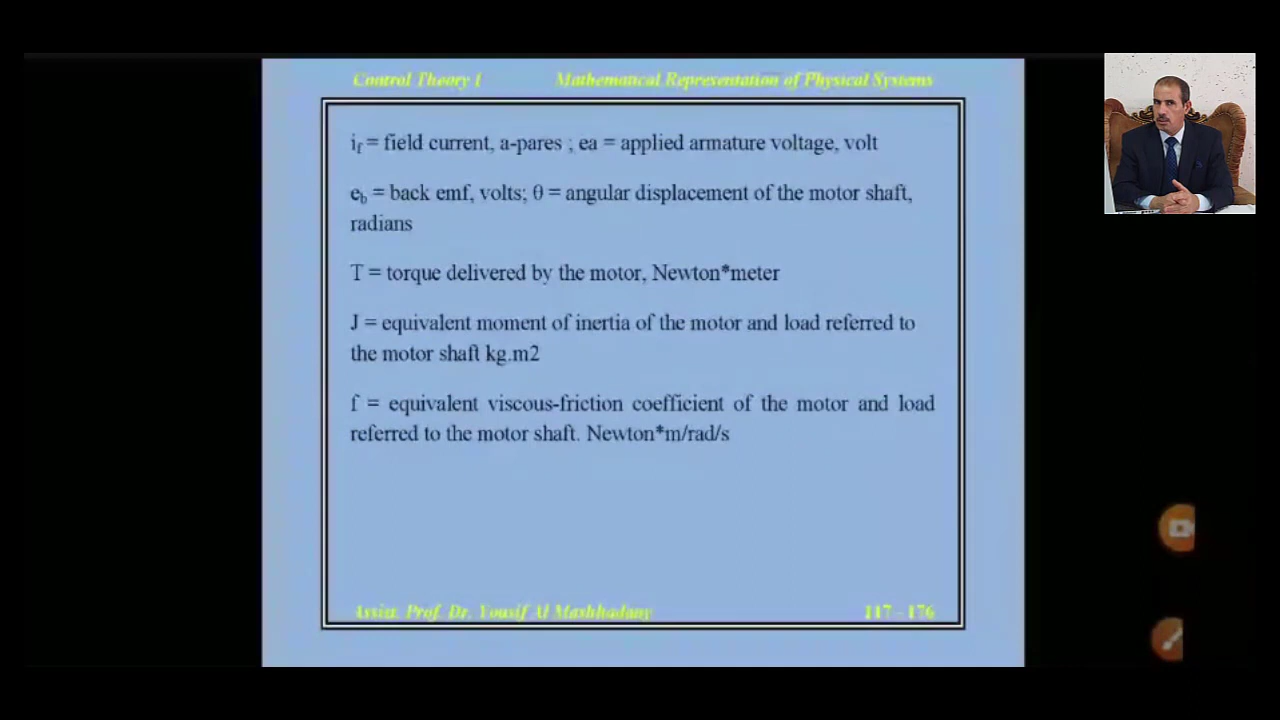 Control Theory I Mathematical Representation of Physical Systems
if = field current, a-pares ; ea = applied armature voltage, volt
eb = back emf, volts; θ = angular displacement of the motor shaft,
radians
T = torque delivered by the motor, Newton*meter
J = equivalent moment of inertia of the motor and load referred to
the motor shaft kg.m2
f = equivalent viscous-friction coefficient of the motor and load
referred to the motor shaft. Newton*m/rad/s
Assist. Prof. Dr. Yousif Al Mashhadany 117 - 176